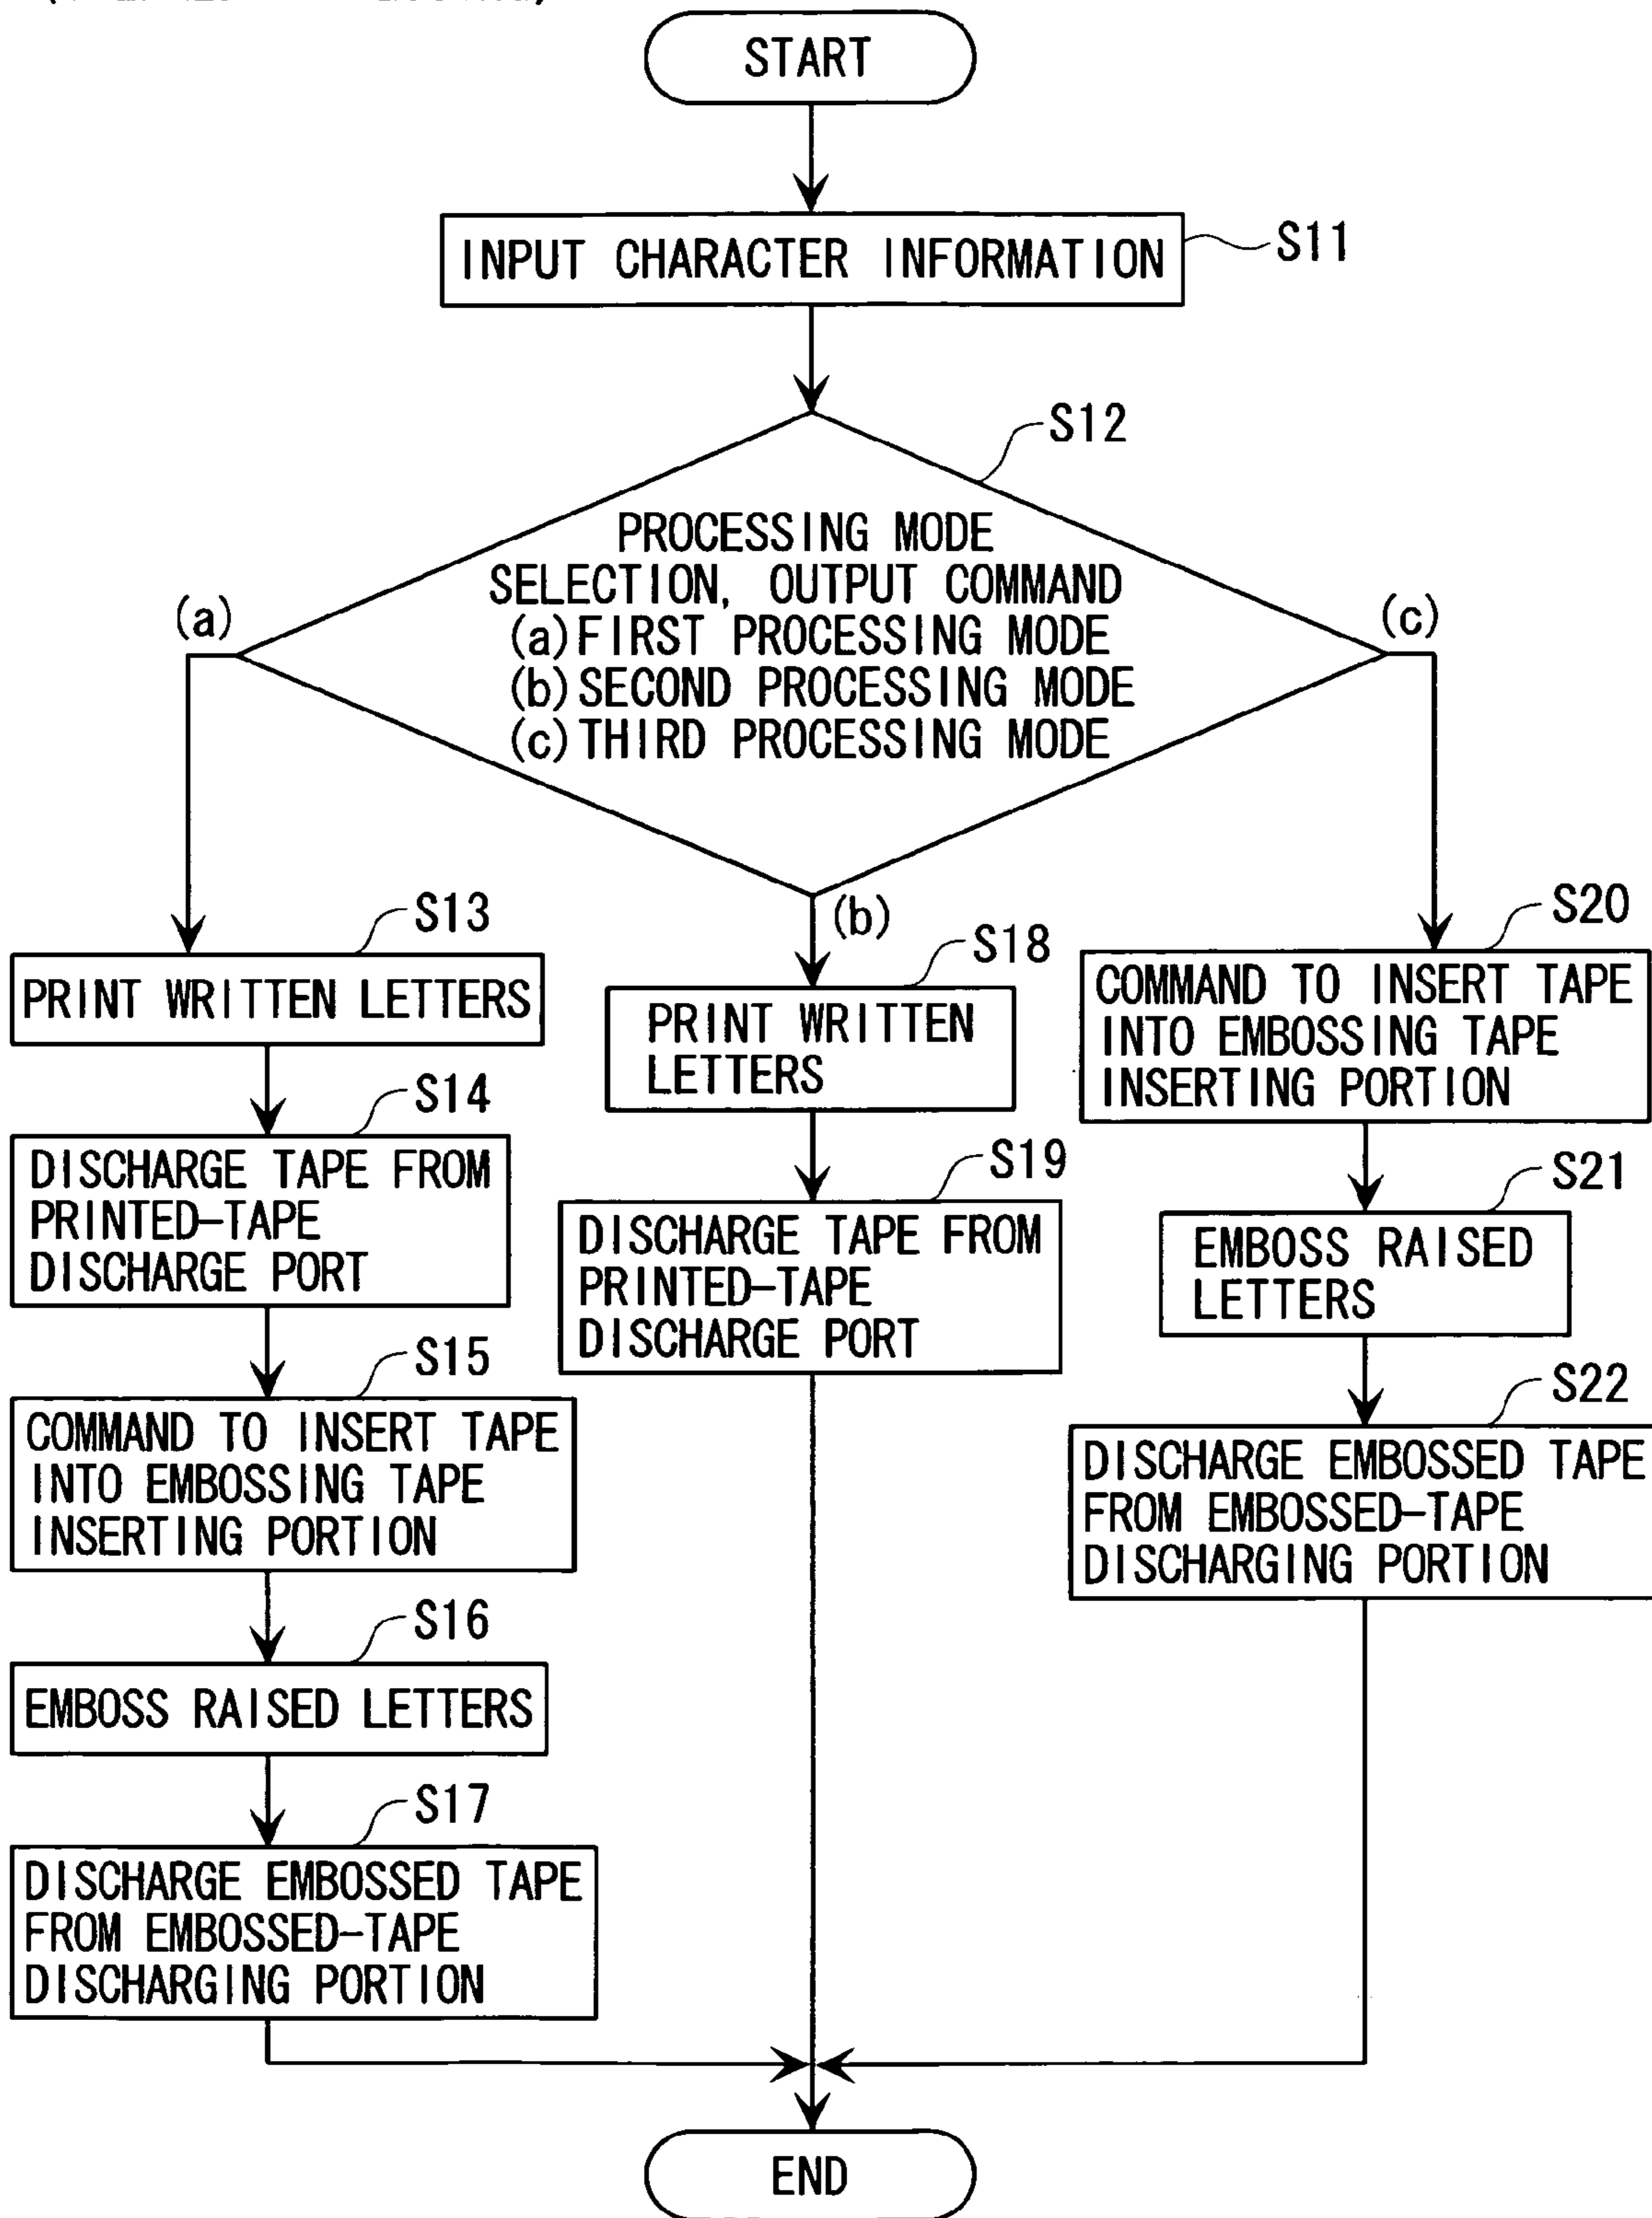 START
INPUT CHARACTER INFORMATION
S11
S12
PROCESSING MODE
SELECTION, OUTPUT COMMAND
(a) FIRST PROCESSING MODE
(b) SECOND PROCESSING MODE
(c) THIRD PROCESSING MODE
(a)
(c)
(b)
S13
PRINT WRITTEN LETTERS
S14
DISCHARGE TAPE FROM
PRINTED-TAPE
DISCHARGE PORT
S15
COMMAND TO INSERT TAPE
INTO EMBOSSING TAPE
INSERTING PORTION
S16
EMBOSS RAISED LETTERS
S17
DISCHARGE EMBOSSED TAPE
FROM EMBOSSED-TAPE
DISCHARGING PORTION
S18
PRINT WRITTEN
LETTERS
S19
DISCHARGE TAPE FROM
PRINTED-TAPE
DISCHARGE PORT
S20
COMMAND TO INSERT TAPE
INTO EMBOSSING TAPE
INSERTING PORTION
S21
EMBOSS RAISED
LETTERS
S22
DISCHARGE EMBOSSED TAPE
FROM EMBOSSED-TAPE
DISCHARGING PORTION
END